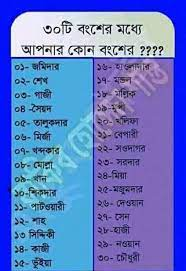 ৩০টি বংশের মধ্যে
আপনার কোন বংশের ????
০১- জমিদার
০২- শেখ
০৩- গাজী
০৪ সৈয়দ
০৫- তালুকদার
০৬- মির্জা
০৭- খন্দকার
০৮- মোল্লা
০৯- খান
১০-শিকদার
১১- পাটওয়ারী
১২- শাহ
১৩ সিদ্দিকী
১৪- কাজী
১৫- ভুঁইয়া
১৬- হাওলাদার
১৭- মন্ডল
১৮- মল্লিক
১৯- মুন্সী
২০- খলিফা
২১- বেপারী
২২- সওদাগর
২৩- সরদার
২৪- মিয়া
২৫-মজুমদার
২৬- দেওয়ান
২৭- সেন
২৮- হাজী
২৯- নওয়ান
৩০- চৌধুরী